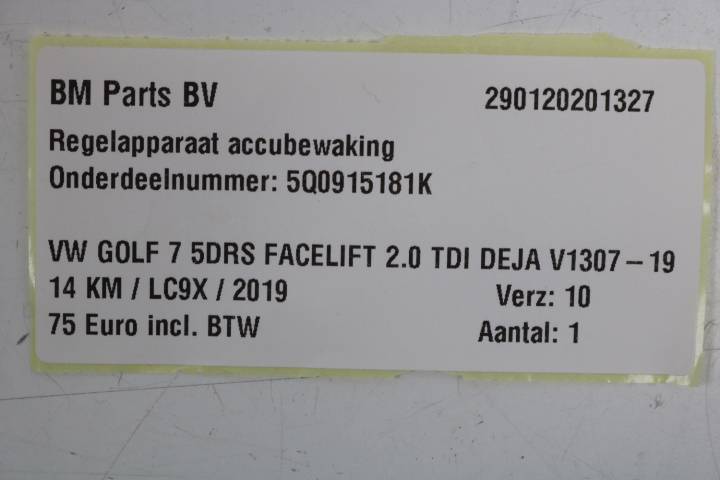 BM Parts BV 290120201327
Regelapparaat accubewaking
Onderdeelnummer: 5Q0915181K
VW GOLF 7 5DRS FACELIFT 2.0 TDI DEJA V1307-19
14 KM / LC9X / 2019 Verz: 10
75 Euro incl. BTW Aantal: 1